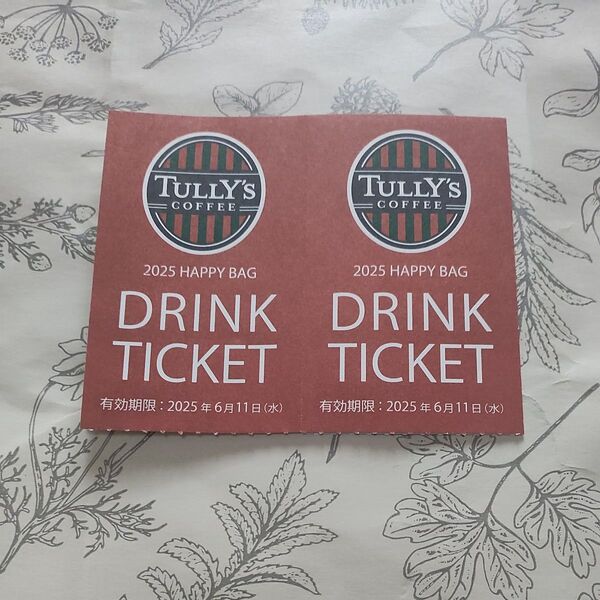 TULLY'S
COFFEE
2025 HAPPY BAG
DRINK
TICKET
有効期限：2025年6月11日（水）
TULLY'S
COFFEE
2025 HAPPY BAG
DRINK
TICKET
有効期限：2025年6月11日（水）